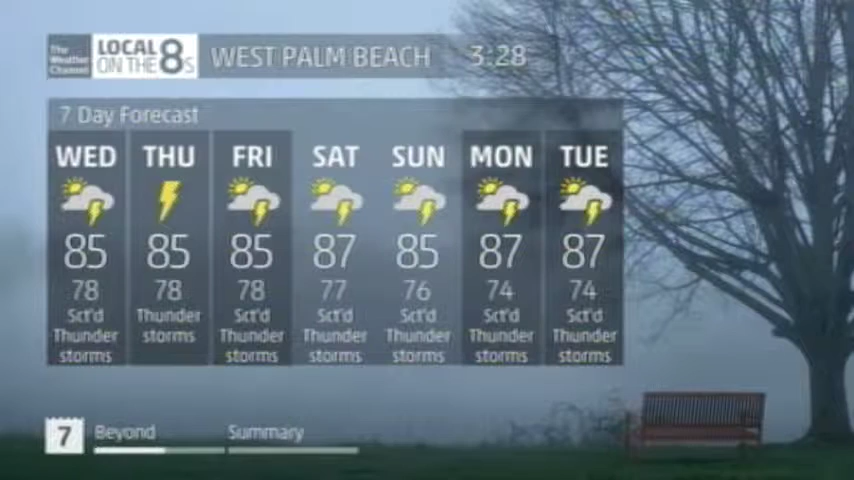 The Weather Channel
LOCAL ON THE 8s
WEST PALM BEACH 3:28
7 Day Forecast
WED THU FRI SAT SUN MON TUE
85 85 85 87 85 87 87
78 78 78 77 76 74 74
Sct'd Thunder storms
Thunder storms
Sct'd Thunder storms
Sct'd Thunder storms
Sct'd Thunder storms
Sct'd Thunder storms
Sct'd Thunder storms
7 Beyond Summary